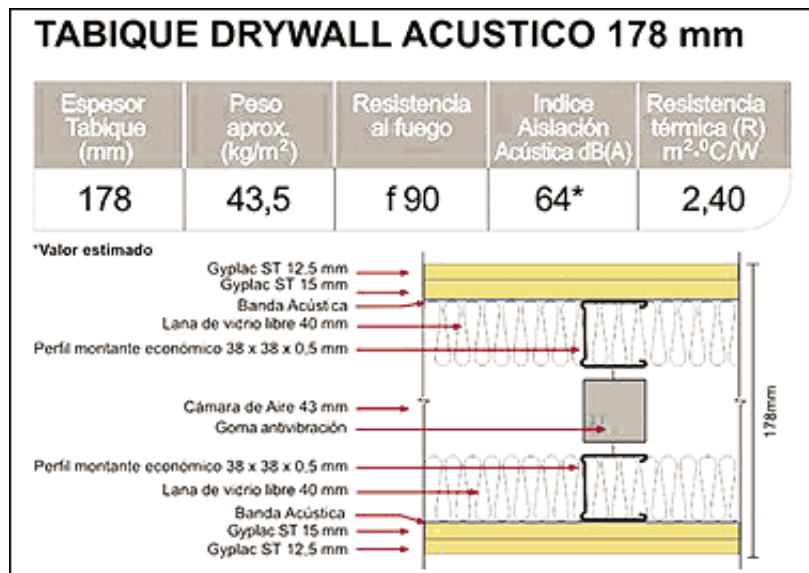 TABIQUE DRYWALL ACUSTICO 178 mm
Espesor
Tabique
(mm)
Peso
aprox.
(kg/m²)
Resistencia
al fuego
Indice
Aislación
Acústica dB(A)
Resistencia
térmica (R)
m²·⁰C/W
178
43,5
f 90
64*
2,40
*Valor estimado
Gyplac ST 12,5 mm
Gyplac ST 15 mm
Banda Acústica
Lana de vidrio libre 40 mm
Perfil montante económico 38 x 38 x 0,5 mm
Cámara de Aire 43 mm
Goma antivibración
Perfil montante económico 38 x 38 x 0,5 mm
Lana de vidrio libre 40 mm
Banda Acústica
Gyplac ST 15 mm
Gyplac ST 12,5 mm
178mm